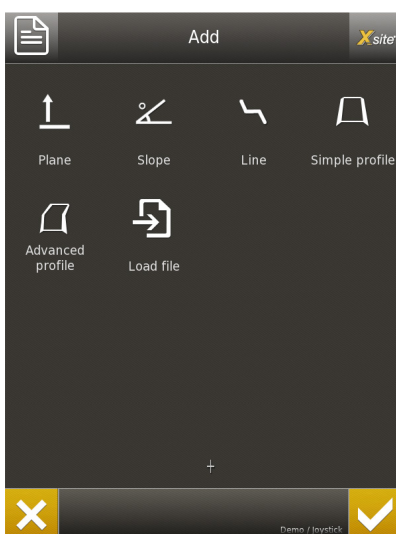 Add
Xsite
Plane
Slope
Line
Simple profile
Advanced
profile
Load file
Demo / Joystick